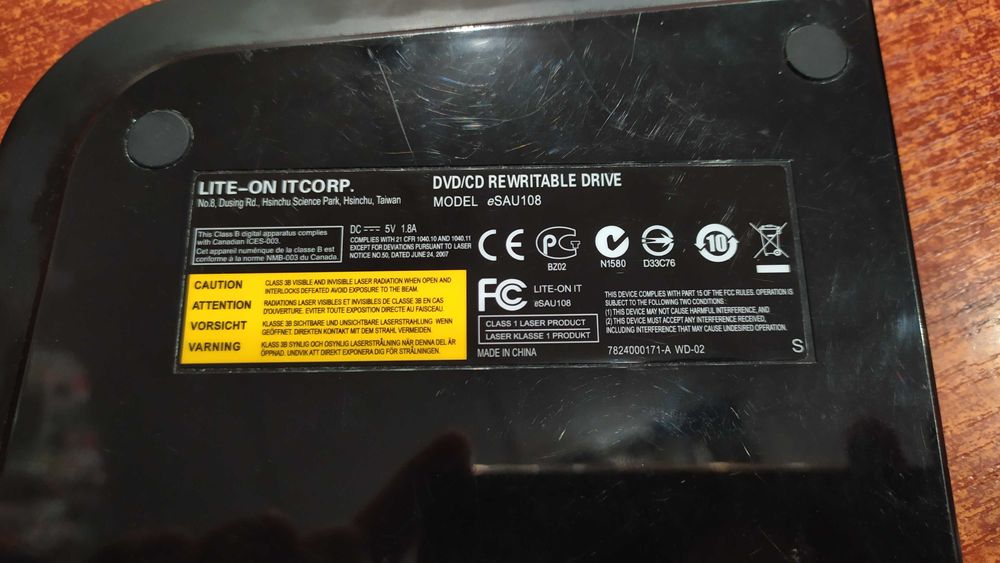 LITE-ON ITCORP.
No.8, Dusing Rd., Hsinchu Science Park, Hsinchu, Taiwan
DVD/CD REWRITABLE DRIVE
MODEL eSAU108
This Class B digital apparatus complies
with Canadian ICES-003.
Cet appareil numérique de la classe B est
conforme à la norme NMB-003 du Canada.
DC 5V 1.8A
COMPLIES WITH 21 CFR 1040.10 AND 1040.11
EXCEPT FOR DEVIATIONS PURSUANT TO LASER
NOTICE NO.50, DATED JUNE 24, 2007
CE
PG
BZ02
N1580
D33C76
10
CAUTION
CLASS 3B VISIBLE AND INVISIBLE LASER RADIATION WHEN OPEN AND
INTERLOCKS DEFEATED AVOID EXPOSURE TO THE BEAM.
ATTENTION
RADIATIONS LASER VISIBLES ET INVISIBLES DE CLASSE 3B EN CAS
D'OUVERTURE. EVITER TOUTE EXPOSITION DIRECTE AU FAISCEAU.
VORSICHT
KLASSE 3B SICHTBARE UND UNSICHTBARE LASERSTRAHLUNG WENN
GEÖFFNET. DIREKTEN KONTAKT MIT DEM STRAHL VERMEIDEN.
VARNING
KLASS 3B SYNLIG OCH OSYNLIG LASERSTRÅLNING NÄR DENNA DEL ÄR
ÖPPNAD. UNDVIK ATT DIREKT EXPONERA DIG FÖR STRÅLNINGEN.
FC
LITE-ON IT
eSAU108
CLASS 1 LASER PRODUCT
LASER KLASSE 1 PRODUKT
MADE IN CHINA
THIS DEVICE COMPLIES WITH PART 15 OF THE FCC RULES. OPERATION IS
SUBJECT TO THE FOLLOWING TWO CONDITIONS:
(1) THIS DEVICE MAY NOT CAUSE HARMFUL INTERFERENCE, AND
(2) THIS DEVICE MUST ACCEPT ANY INTERFERENCE RECEIVED,
INCLUDING INTERFERENCE THAT MAY CAUSE UNDESIRED OPERATION.
7824000171-A WD-02
S